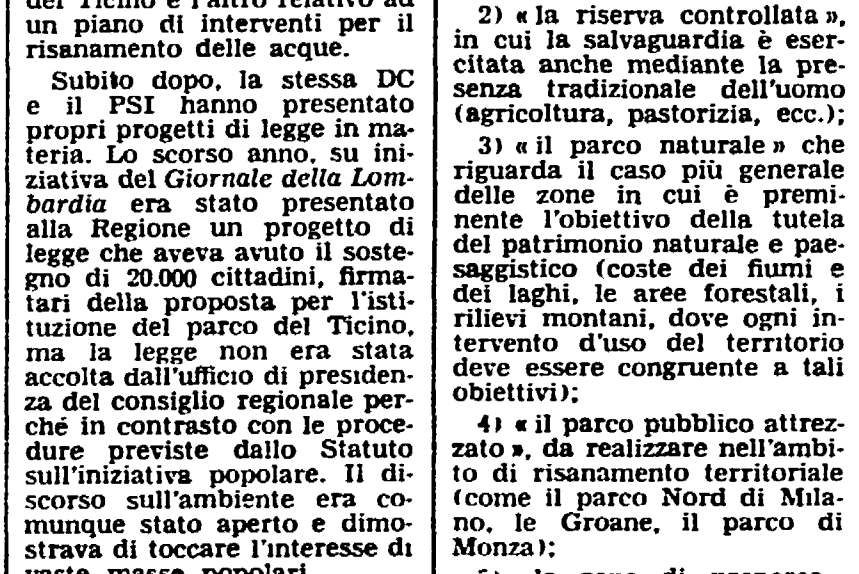 del Ticino e l'altro relativo ad
un piano di interventi per il
risanamento delle acque.
Subito dopo, la stessa DC
e il PSI hanno presentato
propri progetti di legge in ma-
teria. Lo scorso anno, su ini-
ziativa del Giornale della Lom-
bardia era stato presentato
alla Regione un progetto di
legge che aveva avuto il soste-
gno di 20.000 cittadini, firma-
tari della proposta per l'isti-
tuzione del parco del Ticino,
ma la legge non era stata
accolta dall'ufficio di presiden-
za del consiglio regionale per-
ché in contrasto con le proce-
dure previste dallo Statuto
sull'iniziativa popolare. Il di-
scorso sull'ambiente era co-
munque stato aperto e dimo-
strava di toccare l'interesse di
vaste masse popolari.
2) « la riserva controllata »,
in cui la salvaguardia è eser-
citata anche mediante la pre-
senza tradizionale dell'uomo
(agricoltura, pastorizia, ecc.);
3) « il parco naturale » che
riguarda il caso più generale
delle zone in cui è premi-
nente l'obiettivo della tutela
del patrimonio naturale e pae-
saggistico (coste dei fiumi e
dei laghi, le aree forestali, i
rilievi montani, dove ogni in-
tervento d'uso del territorio
deve essere congruente a tali
obiettivi);
4) « il parco pubblico attrez-
zato », da realizzare nell'ambi-
to di risanamento territoriale
(come il parco Nord di Mila-
no, le Groane, il parco di
Monza);
5) la zone di